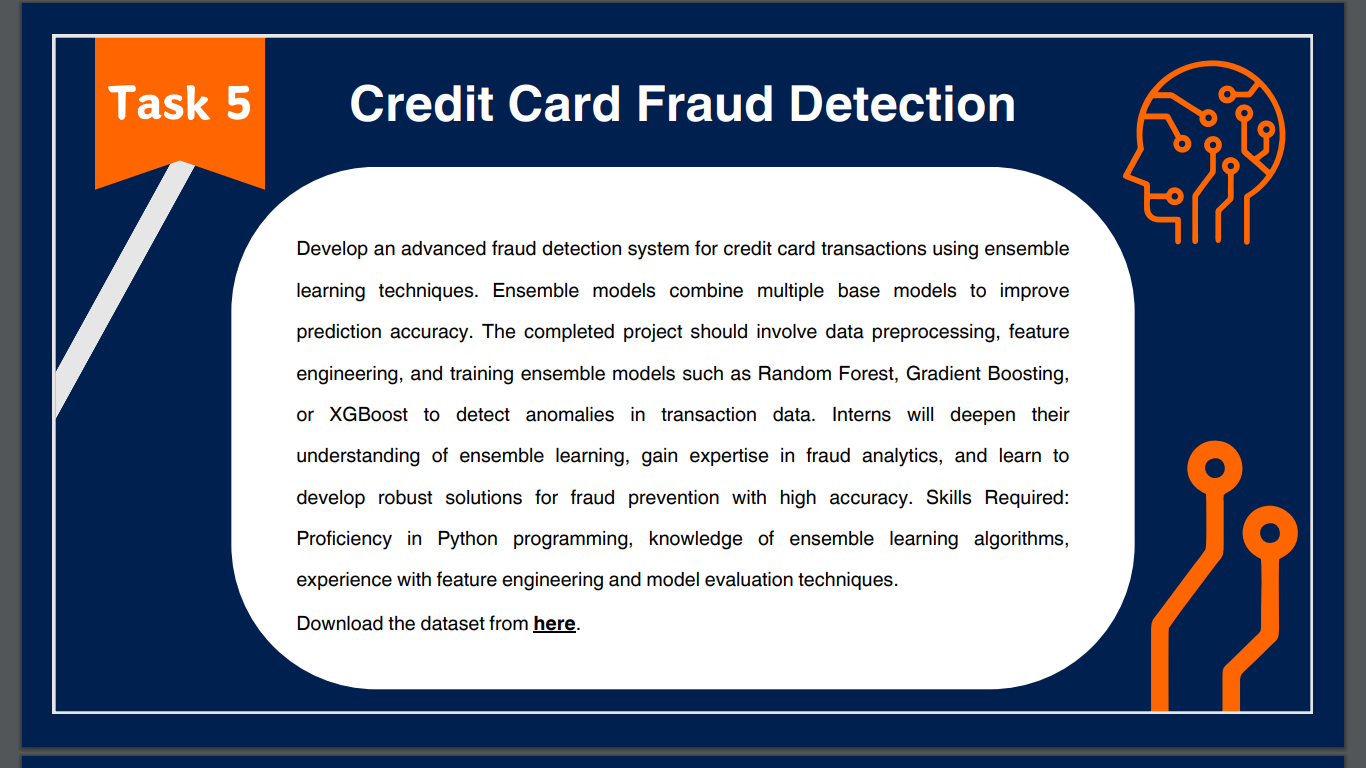 Task 5
Credit Card Fraud Detection
Develop an advanced fraud detection system for credit card transactions using ensemble
learning techniques. Ensemble models combine multiple base models to improve
prediction accuracy. The completed project should involve data preprocessing, feature
engineering, and training ensemble models such as Random Forest, Gradient Boosting,
or XGBoost to detect anomalies in transaction data. Interns will deepen their
understanding of ensemble learning, gain expertise in fraud analytics, and learn to
develop robust solutions for fraud prevention with high accuracy. Skills Required:
Proficiency in Python programming, knowledge of ensemble learning algorithms,
experience with feature engineering and model evaluation techniques.
Download the dataset from here.